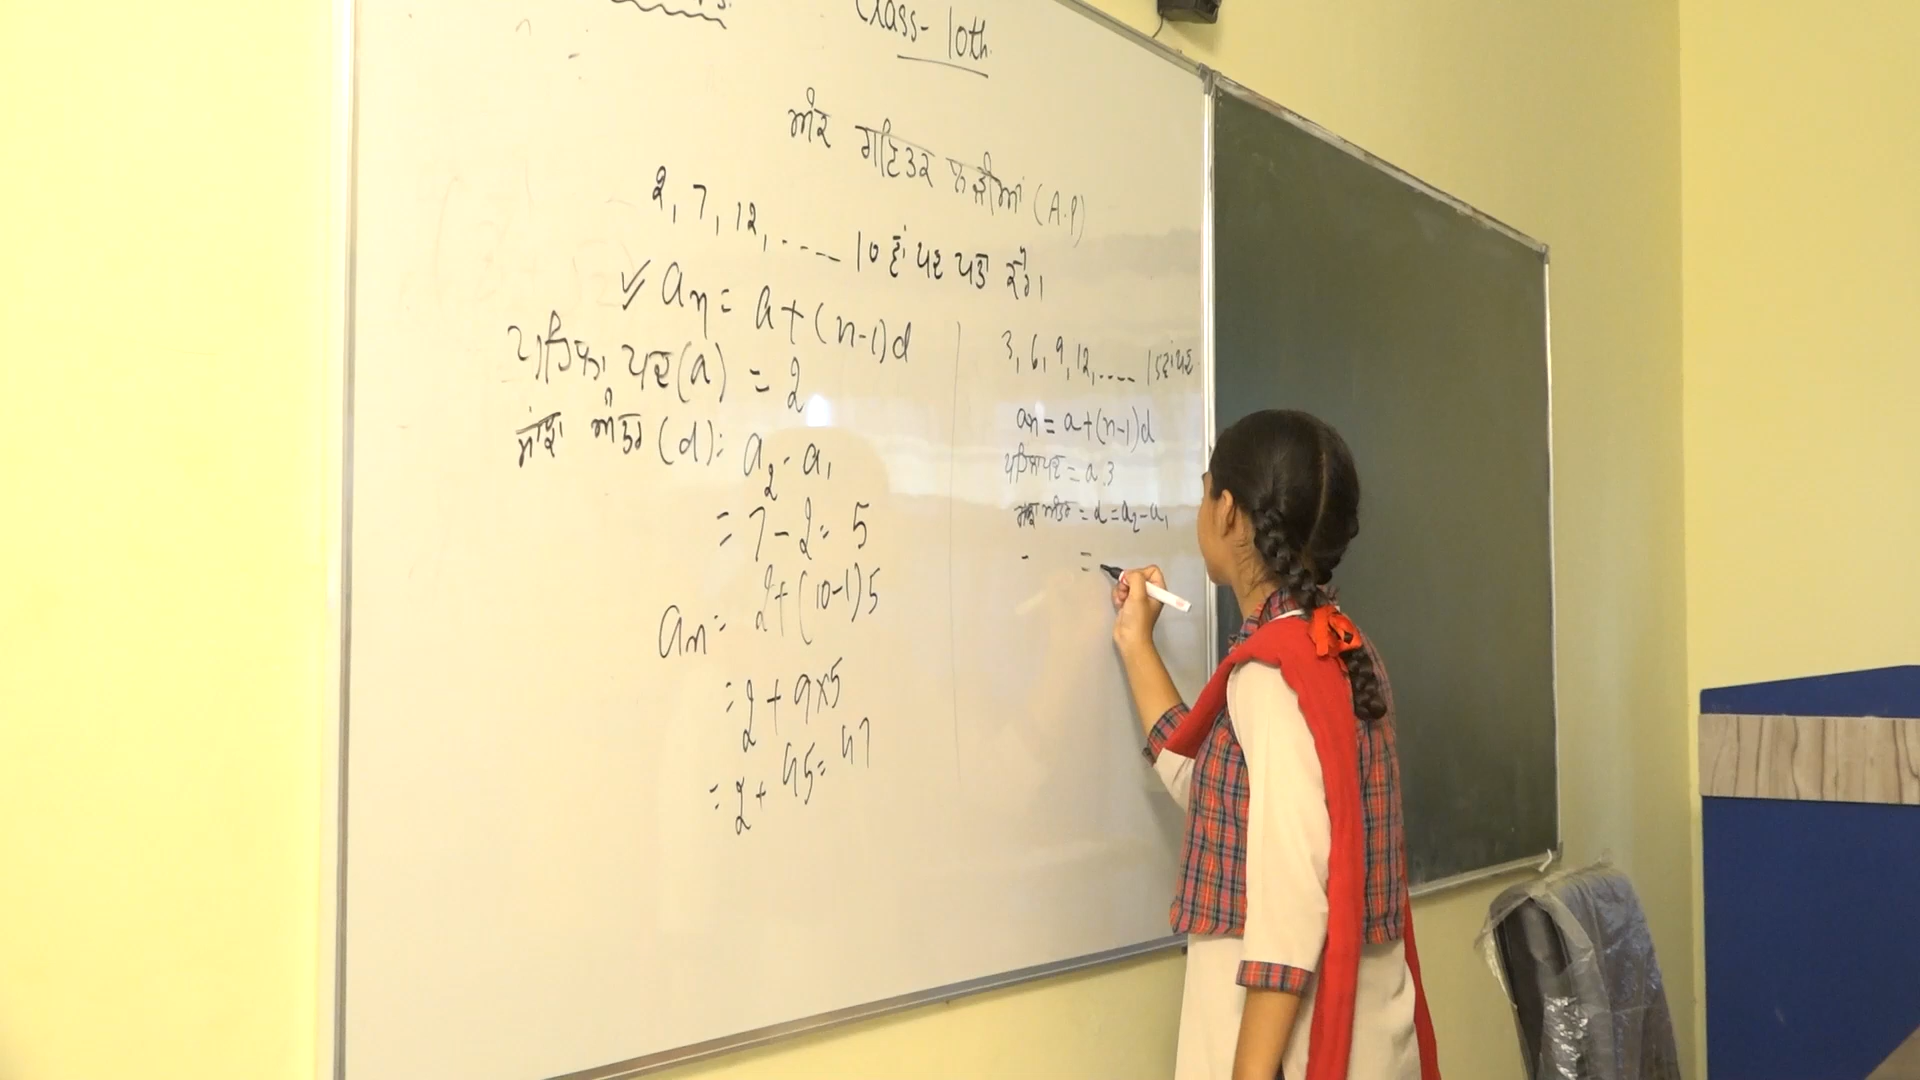 Class- 10th
ਅੰਕ ਗਣਿਤਕ ਲੜੀਆਂ (A.P)
2, 7, 12, ---- 10 ਵਾਂ ਪਦ ਪਤਾ ਕਰੋ।
✓ an = a + (n-1)d
ਪਹਿਲਾ ਪਦ (a) = 2
ਸਾਂਝਾ ਅੰਤਰ (d) = a2 - a1
= 7 - 2 = 5
an = 2 + (10-1) 5
= 2 + 9x5
= 2 + 45 = 47
3, 6, 9, 12, ---- 15ਵਾਂ ਪਦ
an = a + (n-1)d
ਪਹਿਲਾ ਪਦ = a.3
ਸਾਂਝਾ ਅੰਤਰ = d = a2 - a1
- =